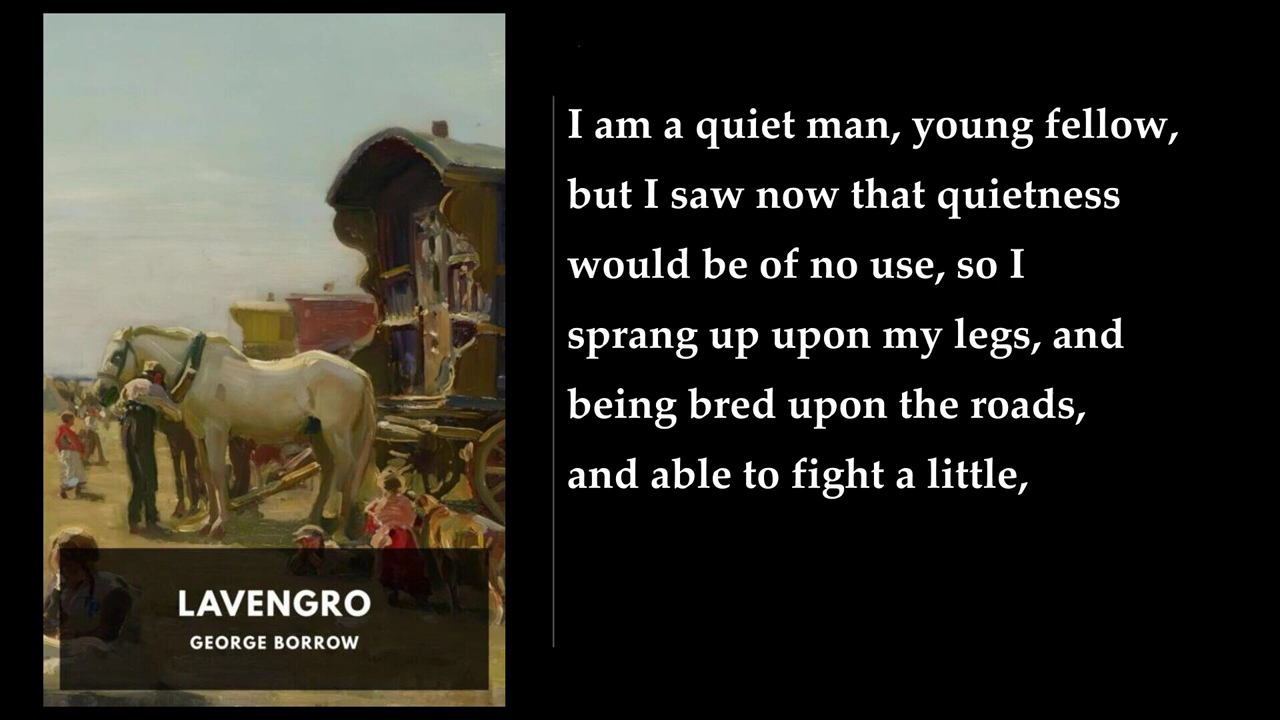 I am a quiet man, young fellow,
but I saw now that quietness
would be of no use, so I
sprang up upon my legs, and
being bred upon the roads,
and able to fight a little,
LAVENGRO
GEORGE BORROW